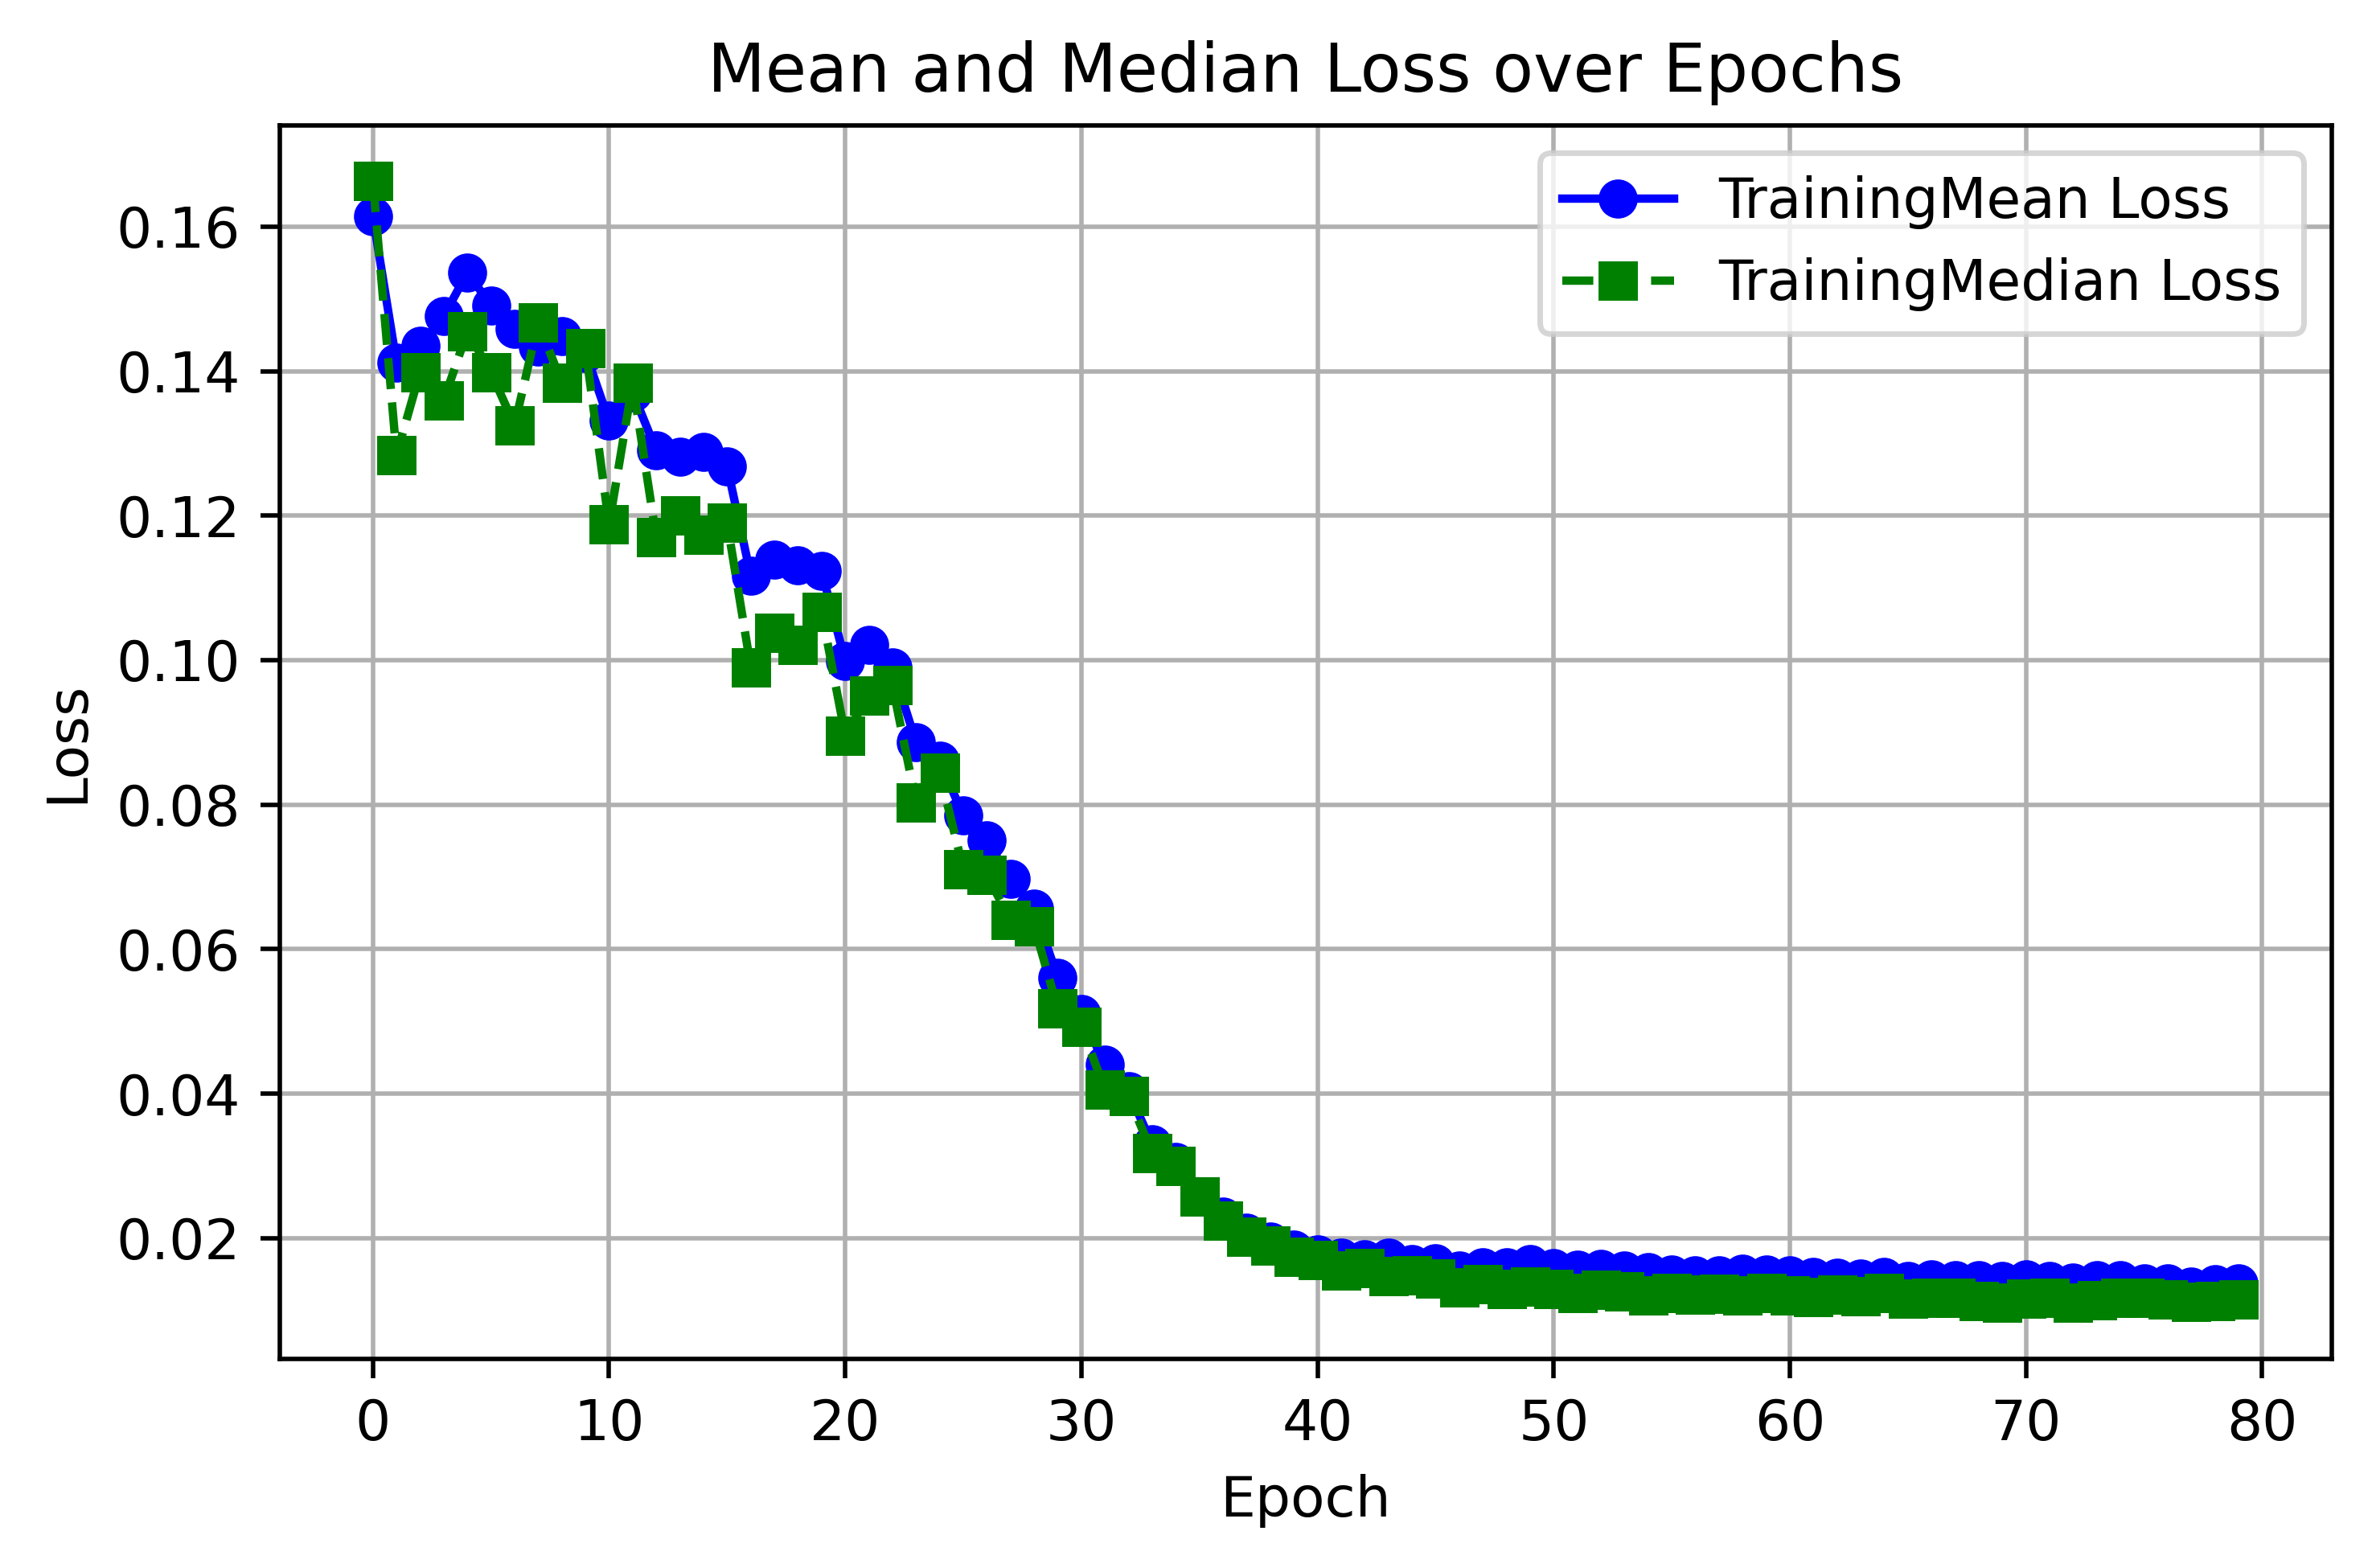 Mean and Median Loss over Epochs
TrainingMean Loss
TrainingMedian Loss
0.16
0.14
0.12
0.10
0.08
0.06
0.04
0.02
Loss
0 10 20 30 40 50 60 70 80
Epoch